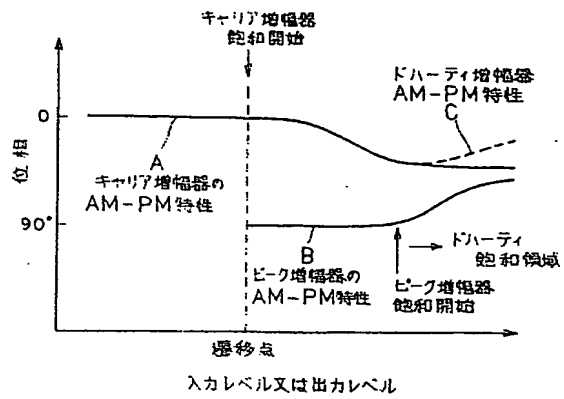 キャリア増幅器
飽和開始
ドハーティ増幅器
AM-PM特性
C
0
位相
A
キャリア増幅器の
AM-PM特性
90°
B
ピーク増幅器の
AM-PM特性
ドハーティ
飽和領域
ピーク増幅器
飽和開始
遷移点
入力レベル又は出力レベル